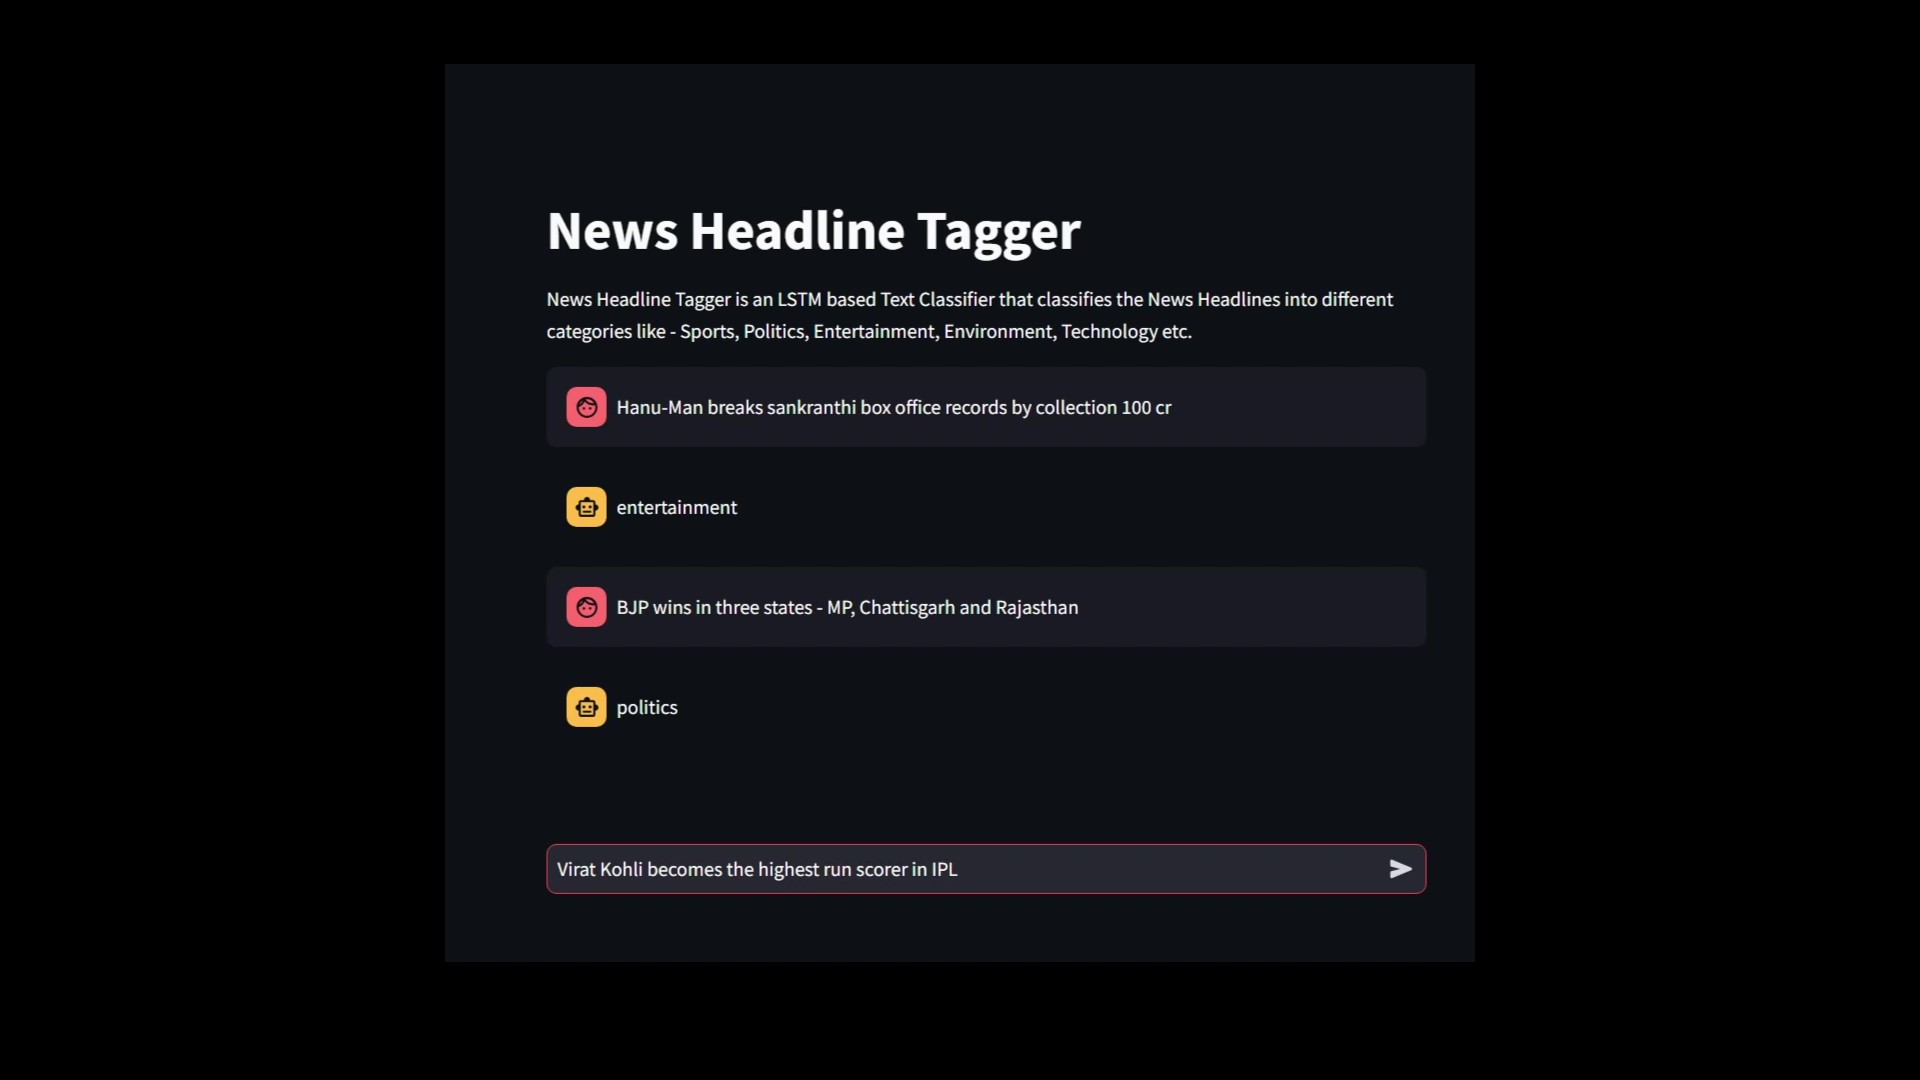 News Headline Tagger
News Headline Tagger is an LSTM based Text Classifier that classifies the News Headlines into different
categories like - Sports, Politics, Entertainment, Environment, Technology etc.
Hanu-Man breaks sankranthi box office records by collection 100 cr
entertainment
BJP wins in three states - MP, Chattisgarh and Rajasthan
politics
Virat Kohli becomes the highest run scorer in IPL